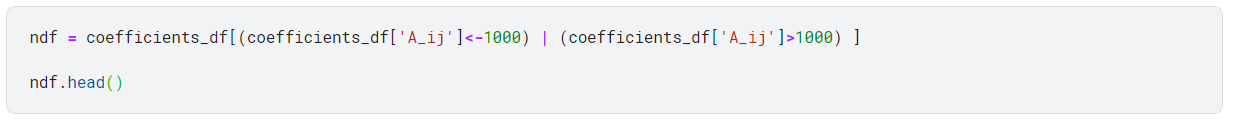 ndf = coefficients_df[(coefficients_df['A_ij']<-1000) | (coefficients_df['A_ij']>1000) ]
ndf.head()